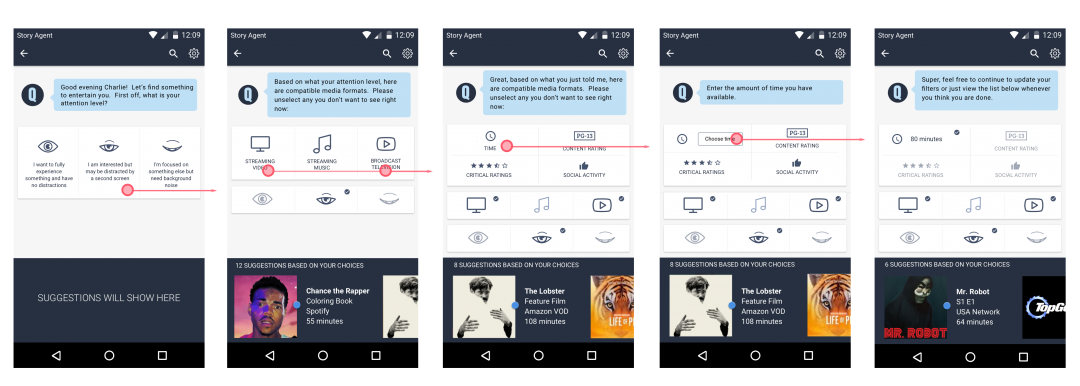 Story Agent
12:09
Q
Good evening Charlie! Let's find something
to entertain you. First off, what is your
attention level?
I want to fully
experience
something and have
no distractions
I am interested but
may be distracted by
a second screen
I'm focused on
something else but
need background
noise
SUGGESTIONS WILL SHOW HERE
Story Agent
12:09
Q
Based on what your attention level, here
are compatible media formats. Please
unselect any you don't want to see right
now:
STREAMING
VIDEO
STREAMING
MUSIC
BROADCAST
TELEVISION
12 SUGGESTIONS BASED ON YOUR CHOICES
Chance the Rapper
Coloring Book
Spotify
55 minutes
Story Agent
12:09
Q
Great, based on what you just told me, here
are compatible media formats. Please
unselect any you don't want to see right
now:
TIME
PG-13
CONTENT RATING
CRITICAL RATINGS
SOCIAL ACTIVITY
8 SUGGESTIONS BASED ON YOUR CHOICES
The Lobster
Feature Film
Amazon VOD
108 minutes
LIFE OF P
Story Agent
12:09
Q
Enter the amount of time you have
available.
Choose time
PG-13
CONTENT RATING
CRITICAL RATINGS
SOCIAL ACTIVITY
8 SUGGESTIONS BASED ON YOUR CHOICES
The Lobster
Feature Film
Amazon VOD
108 minutes
LIFE OF P
Story Agent
12:09
Q
Super, feel free to continue to update your
filters or just view the list below whenever
you think you are done.
80 minutes
PG-13
CONTENT RATING
CRITICAL RATINGS
SOCIAL ACTIVITY
6 SUGGESTIONS BASED ON YOUR CHOICES
MR. ROBOT
Mr. Robot
S1 E1
USA Network
64 minutes
TopGe